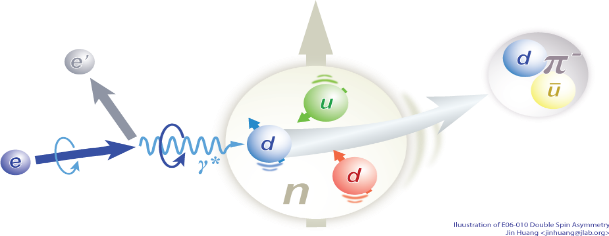 e'
e
γ*
d
u
d
n
d
π⁻
ū
Illustration of E06-010 Double Spin Asymmetry
Jin Huang <jinhuang@jlab.org>